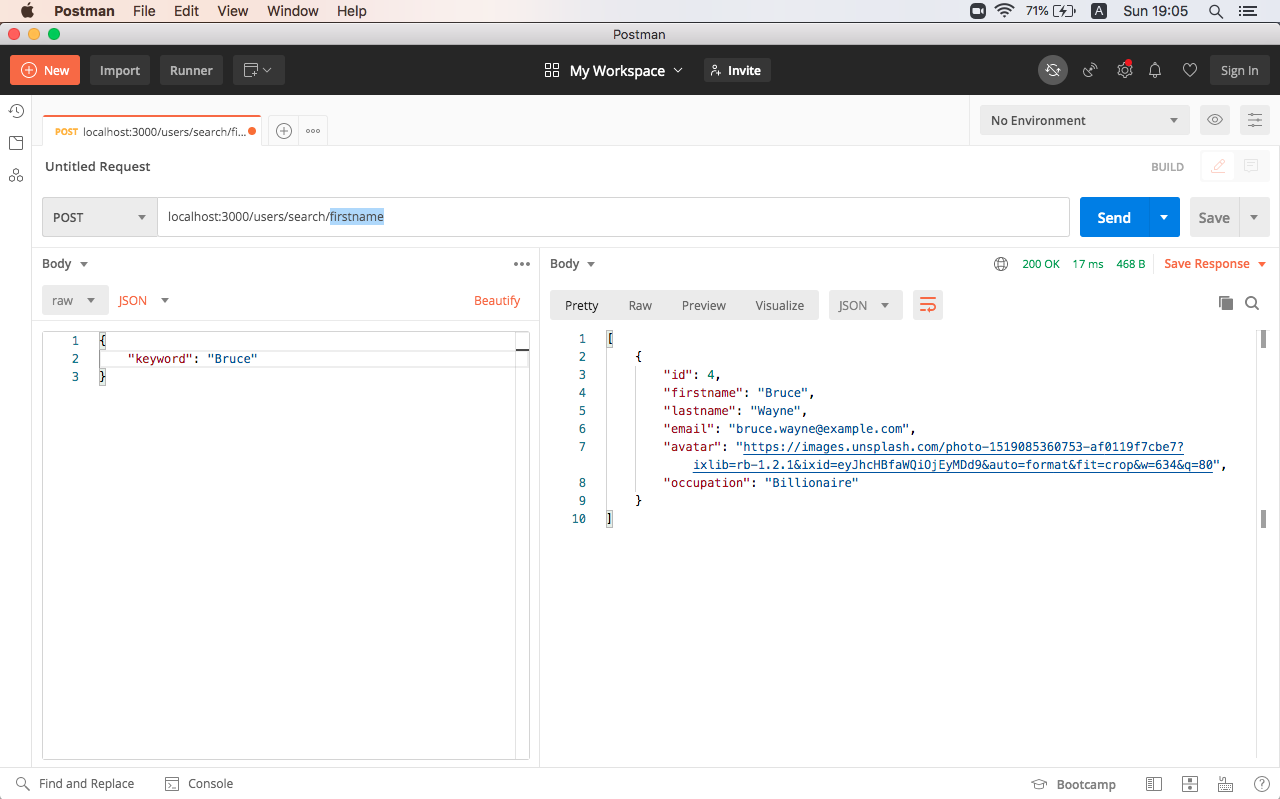 Postman File Edit View Window Help 71% A Sun 19:05
Postman
New Import Runner My Workspace Invite Sign In
POST localhost:3000/users/search/fi... No Environment
Untitled Request BUILD
POST localhost:3000/users/search/firstname Send Save
Body Body 200 OK 17 ms 468 B Save Response
raw JSON Beautify Pretty Raw Preview Visualize JSON
1 {
2 "keyword": "Bruce"
3 }
1 [
2 {
3 "id": 4,
4 "firstname": "Bruce",
5 "lastname": "Wayne",
6 "email": "bruce.wayne@example.com",
7 "avatar": "https://images.unsplash.com/photo-1519085360753-af0119f7cbe7?
ixlib=rb-1.2.1&ixid=eyJhcHBfaWQiOjEyMDd9&auto=format&fit=crop&w=634&q=80",
8 "occupation": "Billionaire"
9 }
10 ]
Find and Replace Console Bootcamp